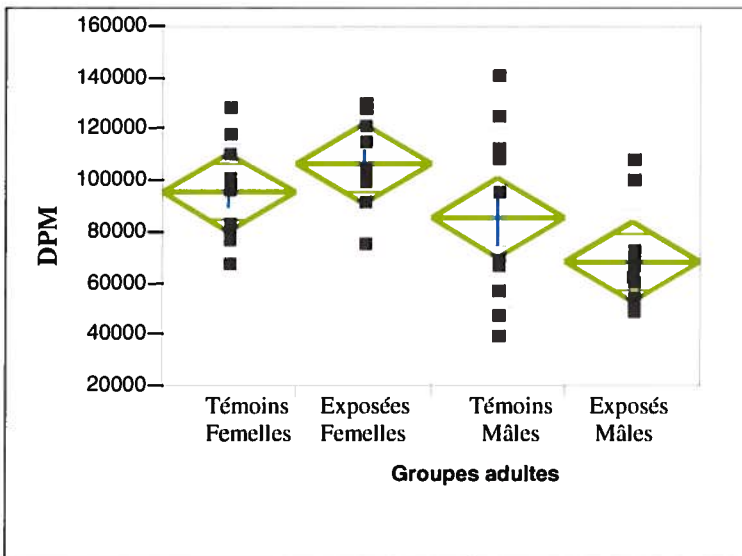 160000
140000
120000
100000
80000
60000
40000
20000
DPM
Témoins Exposées Témoins Exposés
Femelles Femelles Mâles Mâles
Groupes adultes